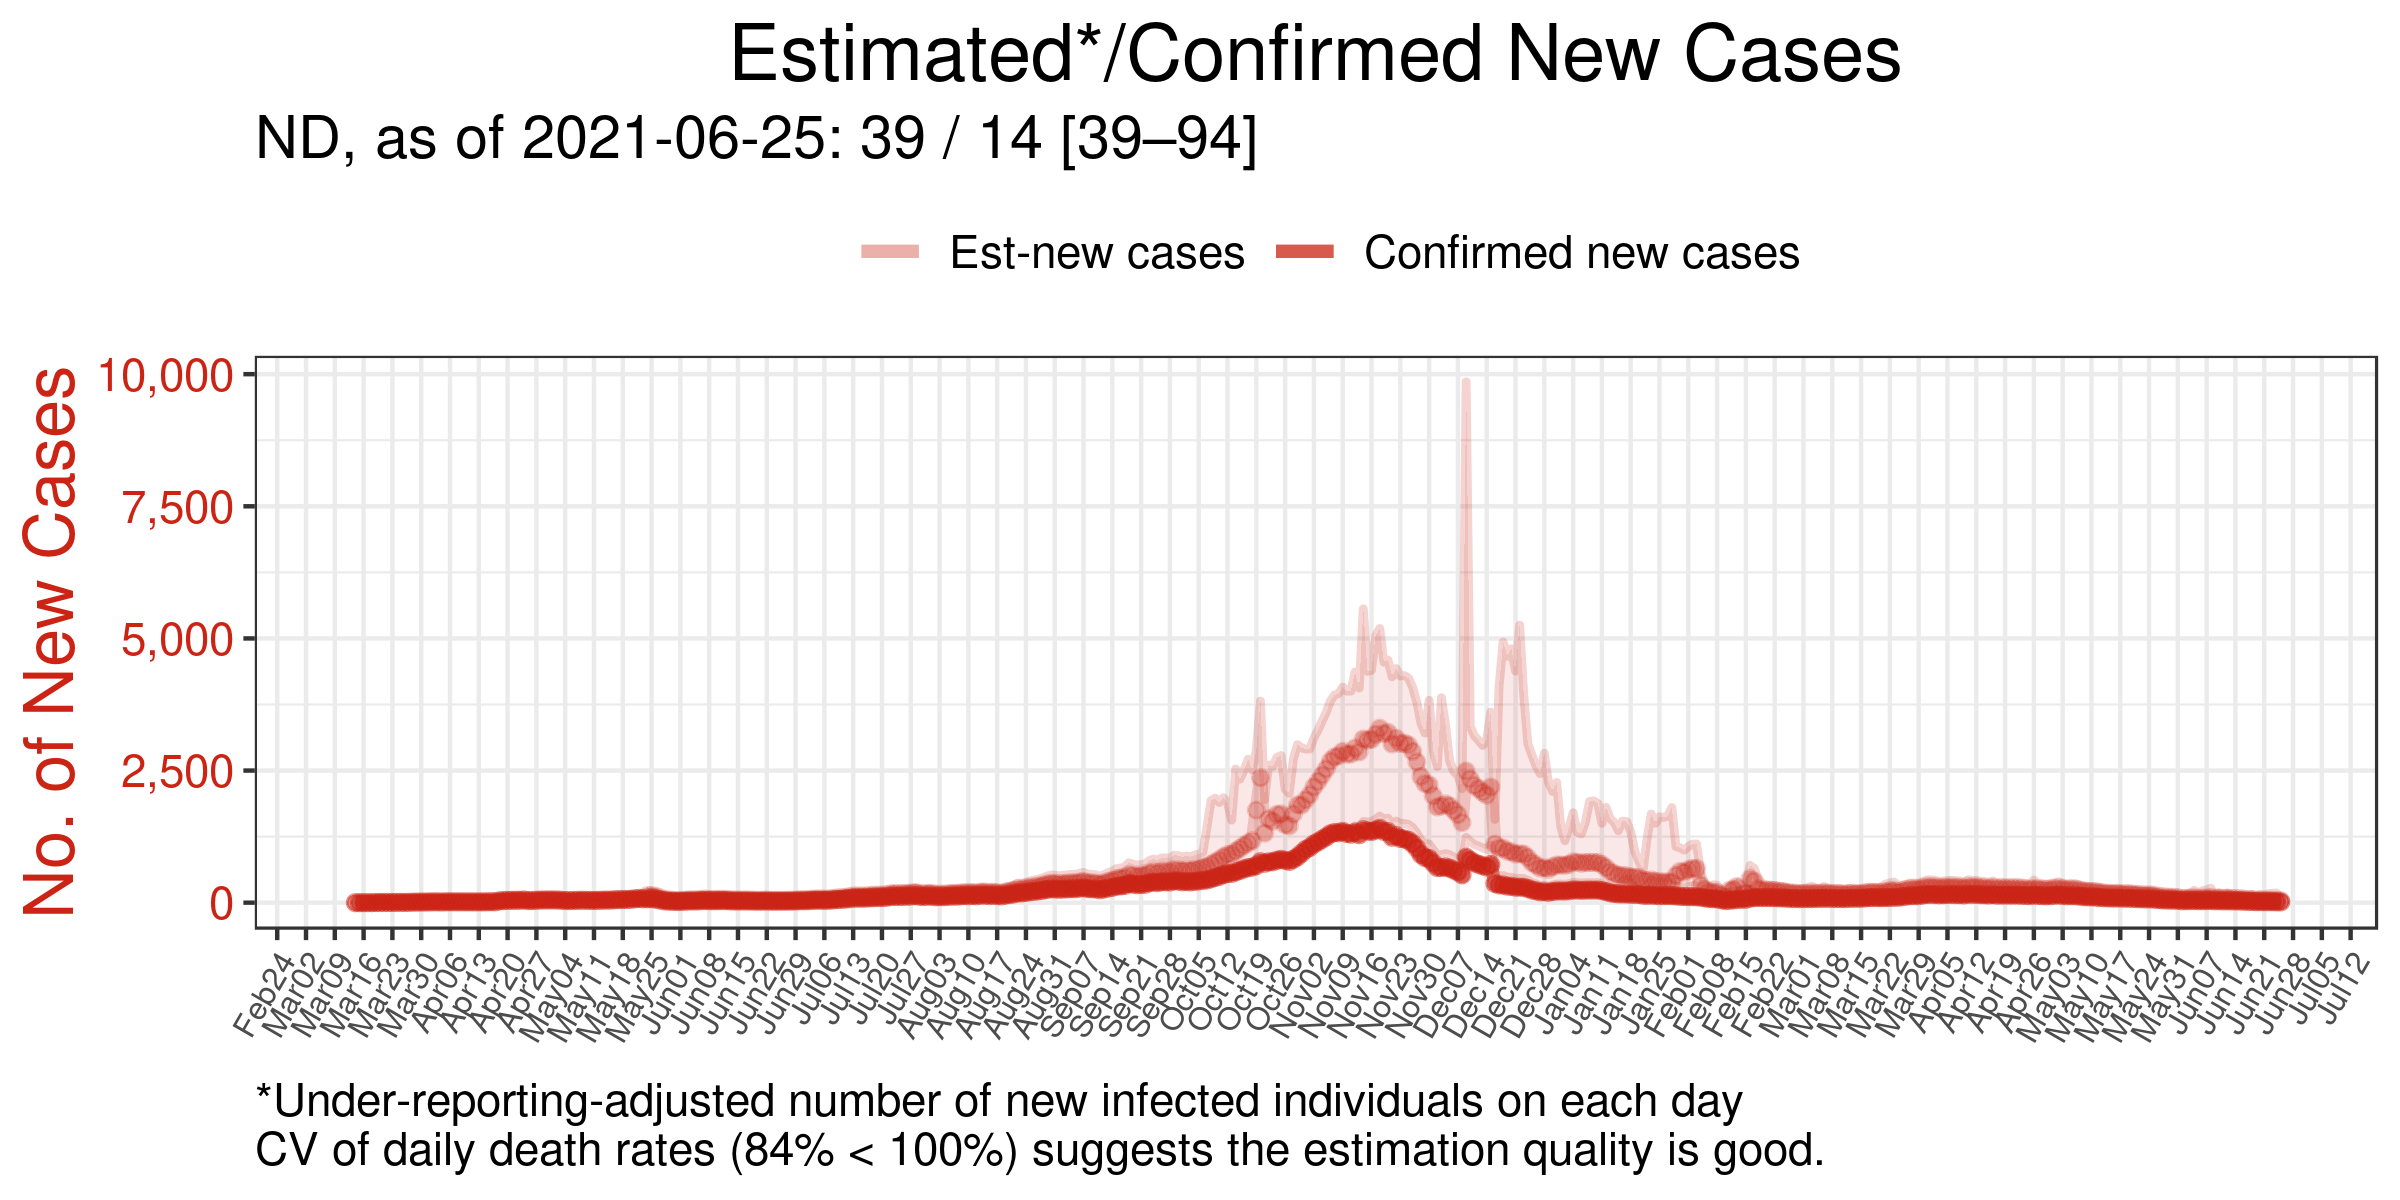 Estimated*/Confirmed New Cases
ND, as of 2021-06-25: 39 / 14 [39–94]
Est-new cases Confirmed new cases
No. of New Cases
10,000
7,500
5,000
2,500
0
Feb24 Mar02 Mar09 Mar16 Mar23 Mar30 Apr06 Apr13 Apr20 Apr27 May04 May11 May18 May25 Jun01 Jun08 Jun15 Jun22 Jun29 Jul06 Jul13 Jul20 Jul27 Aug03 Aug10 Aug17 Aug24 Aug31 Sep07 Sep14 Sep21 Sep28 Oct05 Oct12 Oct19 Oct26 Nov02 Nov09 Nov16 Nov23 Nov30 Dec07 Dec14 Dec21 Dec28 Jan04 Jan11 Jan18 Jan25 Feb01 Feb08 Feb15 Feb22 Mar01 Mar08 Mar15 Mar22 Mar29 Apr05 Apr12 Apr19 Apr26 May03 May10 May17 May24 May31 Jun07 Jun14 Jun21 Jun28 Jul05 Jul12
*Under-reporting-adjusted number of new infected individuals on each day
CV of daily death rates (84% < 100%) suggests the estimation quality is good.